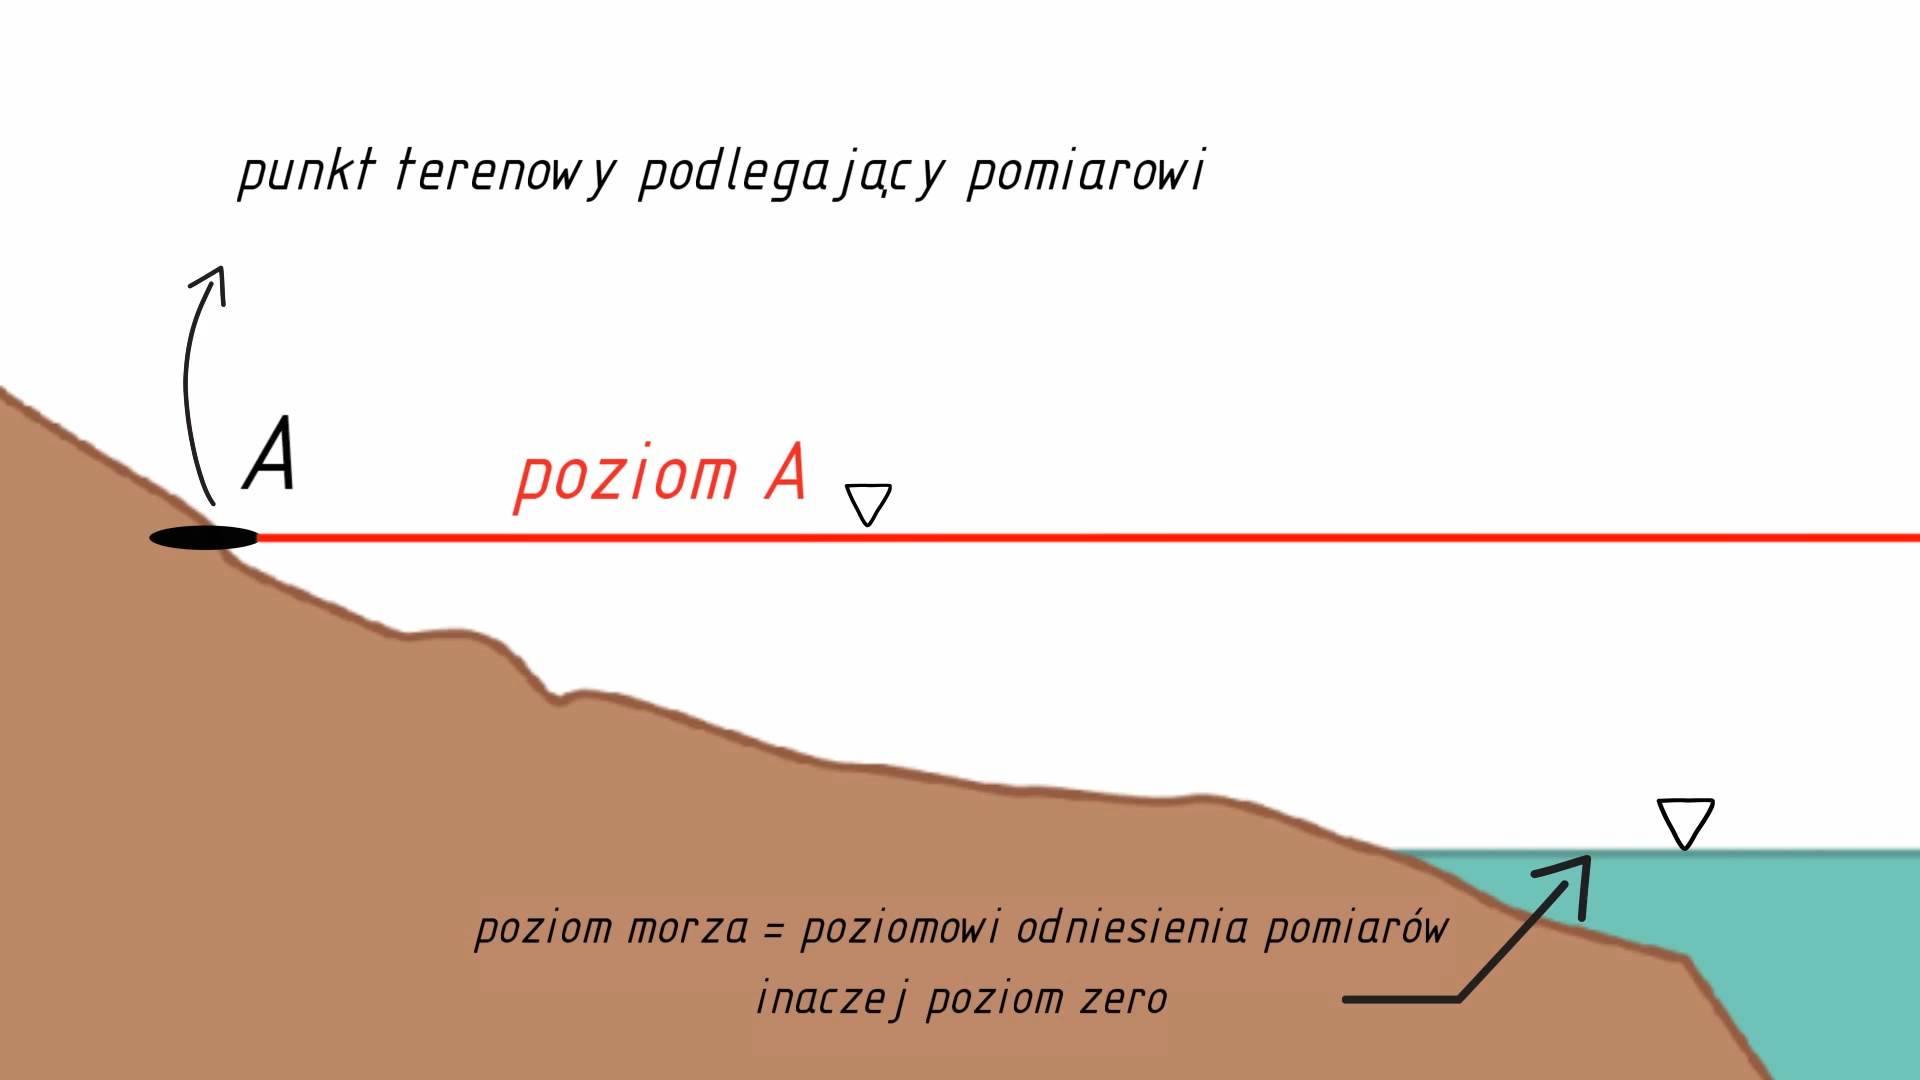 punkt terenowy podlegający pomiarowi
A
poziom A
poziom morza = poziomowi odniesienia pomiarów
inaczej poziom zero